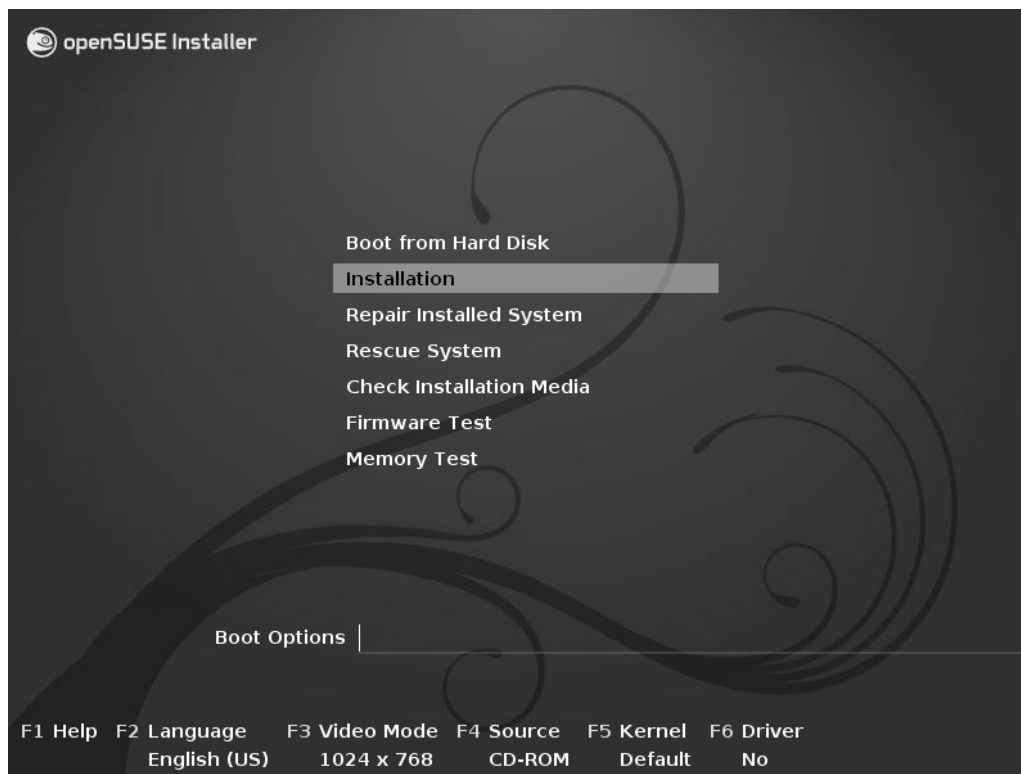 openSUSE Installer
Boot from Hard Disk
Installation
Repair Installed System
Rescue System
Check Installation Media
Firmware Test
Memory Test
Boot Options
F1 Help F2 Language F3 Video Mode F4 Source F5 Kernel F6 Driver
English (US) 1024 x 768 CD-ROM Default No